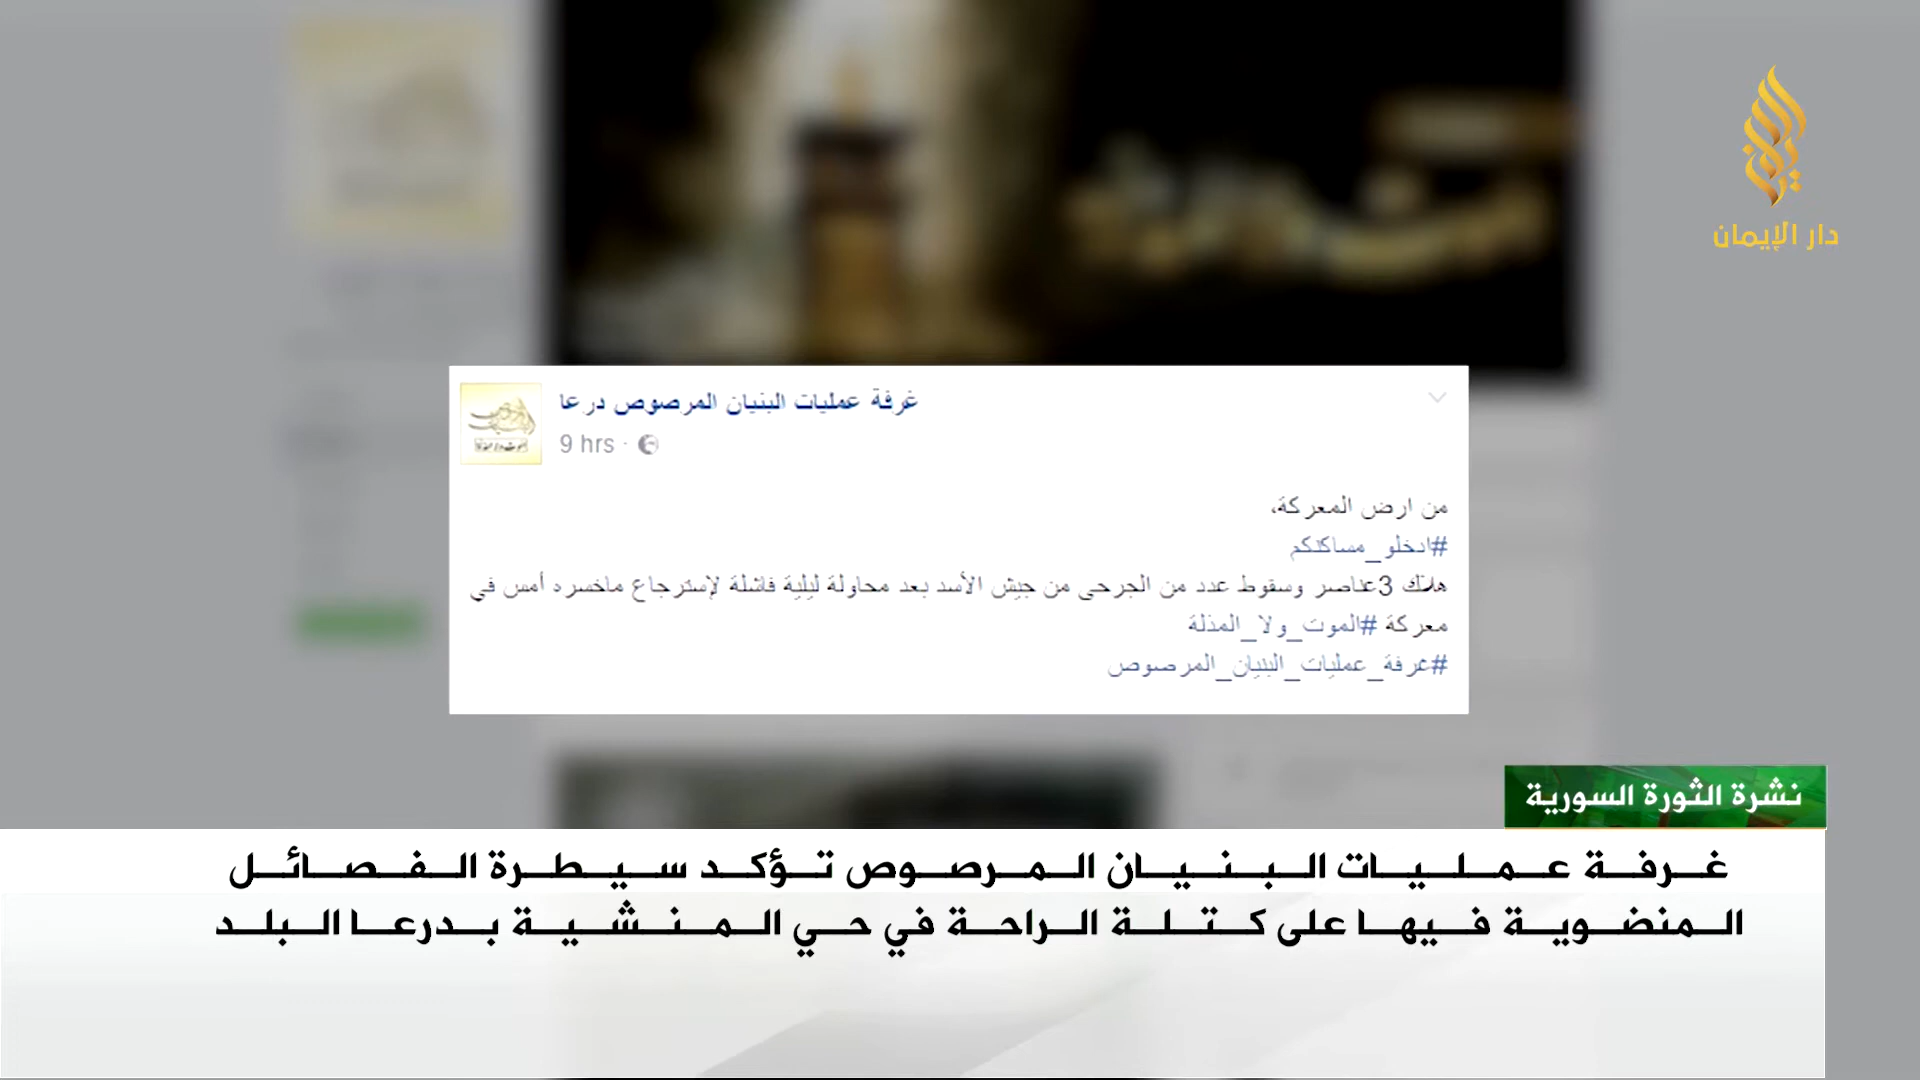 دار الإيمان
غرفة عمليات البنيان المرصوص درعا
9 hrs ·
من ارض المعركة،
#ادخلو_مساكنكم
هلاك 3عناصر وسقوط عدد من الجرحى من جيش الأسد بعد محاولة ليلية فاشلة لإسترجاع ماخسره أمس في
معركة #الموت_ولا_المذلة
#غرفة_عمليات_البنيان_المرصوص
نشرة الثورة السورية
غرفة عمليات البنيان المرصوص تؤكد سيطرة الفصائل
المنضوية فيها على كتلة الراحة في حي المنشية بدرعا البلد